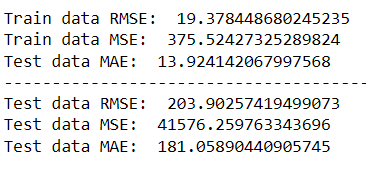 Train data RMSE:  19.378448680245235
Train data MSE:  375.52427325289824
Test data MAE:  13.924142067997568
-------------------------------------
Test data RMSE:  203.90257419499073
Test data MSE:  41576.259763343696
Test data MAE:  181.05890440905745